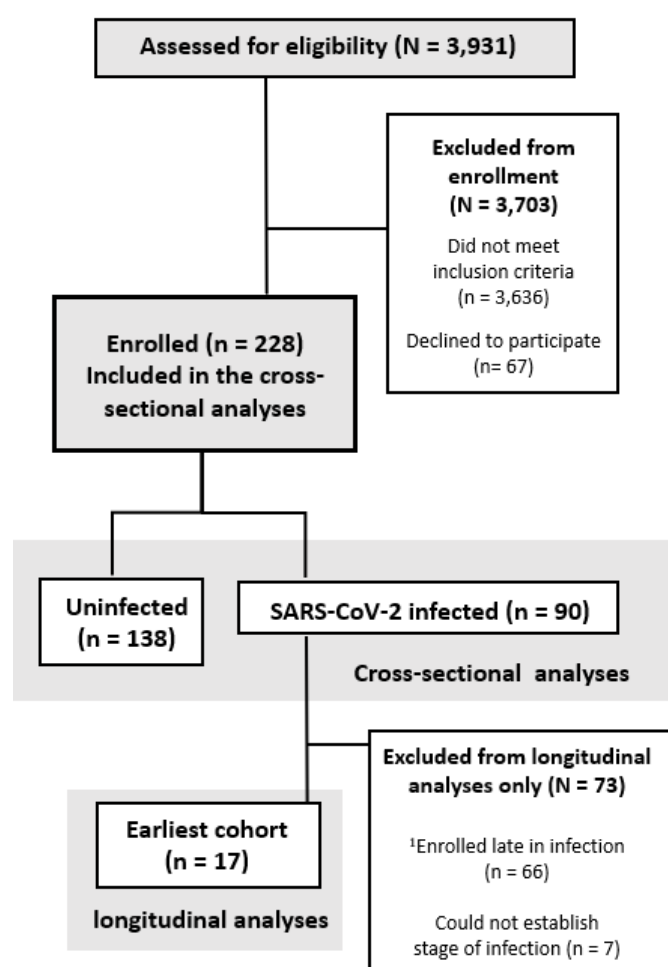 Assessed for eligibility (N = 3,931)
Excluded from
enrollment
(N = 3,703)
Did not meet
inclusion criteria
(n = 3,636)
Declined to participate
(n= 67)
Enrolled (n = 228)
Included in the cross-
sectional analyses
Uninfected
(n = 138)
SARS-CoV-2 infected (n = 90)
Cross-sectional analyses
Excluded from longitudinal
analyses only (N = 73)
¹Enrolled late in infection
(n = 66)
Could not establish
stage of infection (n = 7)
Earliest cohort
(n = 17)
longitudinal analyses